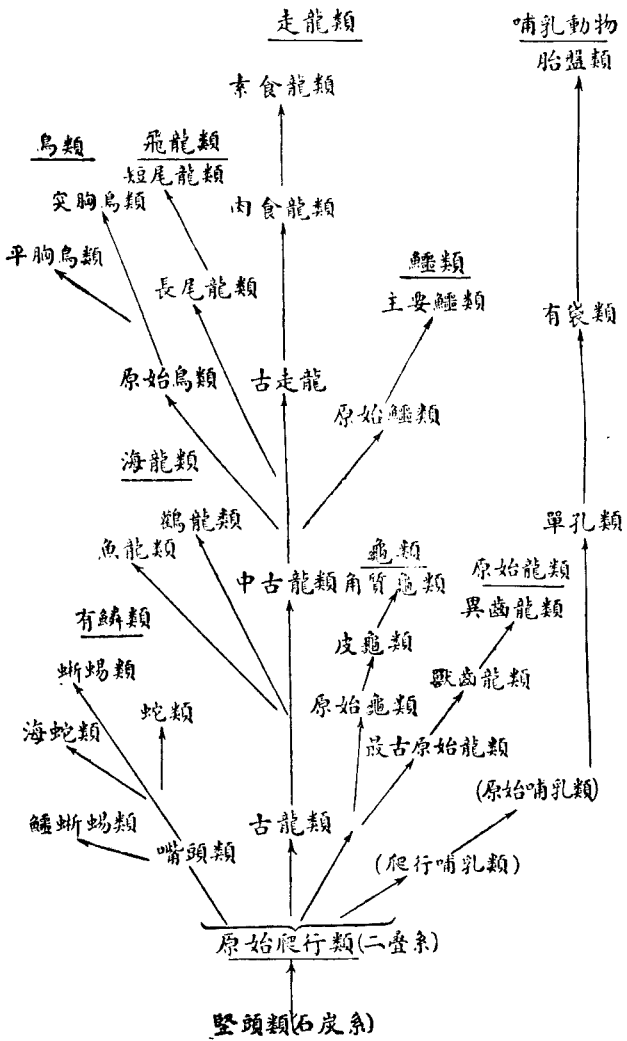 走龍類
哺乳動物
胎盤類
素食龍類
鳥類
飛龍類
短尾龍類
突胸鳥類
肉食龍類
平胸鳥類
鱷類
長尾龍類
主要鱷類
有袋類
原始鳥類
古走龍
原始鱷類
海龍類
鶴龍類
單孔類
魚龍類
龜類
中古龍類
角質龜類
原始龍類
異齒龍類
有鱗類
皮龜類
蜥蜴類
獸齒龍類
蛇類
原始龜類
海蛇類
最古原始龍類
(原始哺乳類)
鱷蜥蜴類
古龍類
嘴頭類
(爬行哺乳類)
原始爬行類(二疊系)
堅頭類(石炭系)